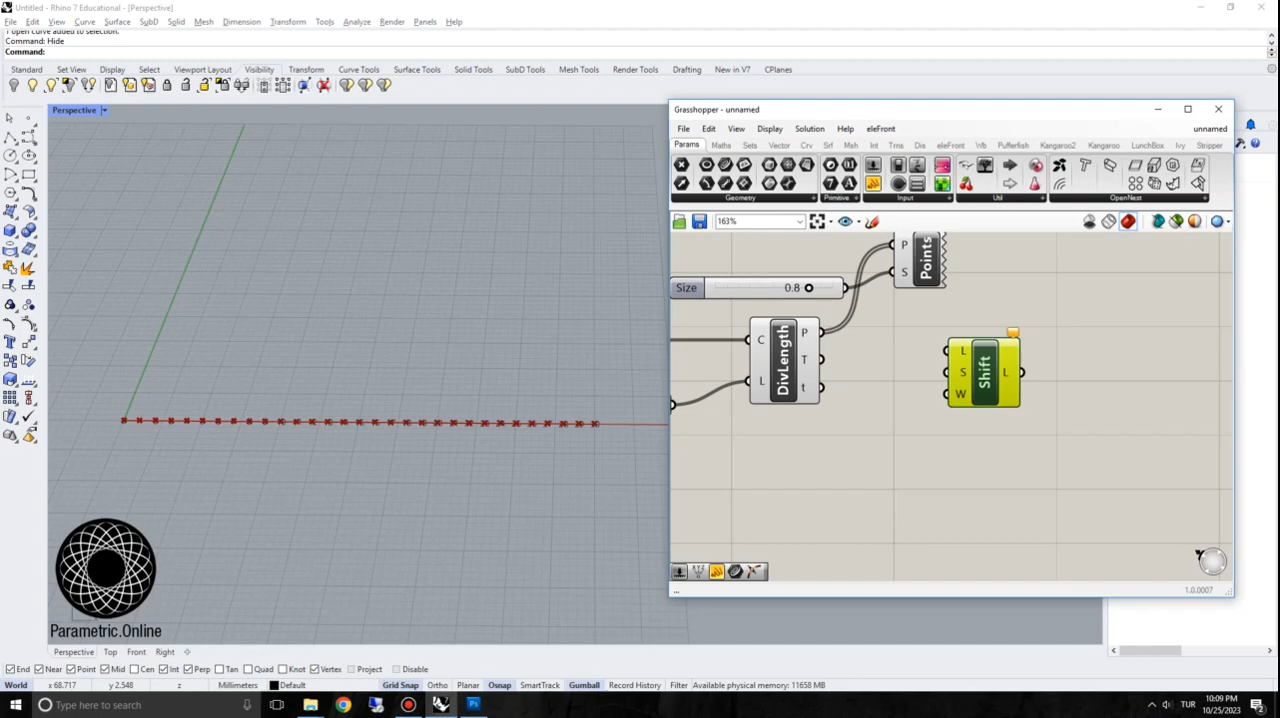 Untitled - Rhino 7 Educational - [Perspective]
File Edit View Curve Surface SubD Solid Mesh Dimension Transform Tools Analyze Render Panels Help
1 open curve added to selection.
Command: Hide
Command:
Standard Set View Display Select Viewport Layout Visibility Transform Curve Tools Surface Tools Solid Tools SubD Tools Mesh Tools Render Tools Drafting New in V7 CPlanes
Perspective
Grasshopper - unnamed
File Edit View Display Solution Help eleFront unnamed
Params Maths Sets Vector Crv Srf Msh Int Trns Dis eleFront Wb Pufferfish Kangaroo2 Kangaroo LunchBox Ivy Stripper
Geometry Primitive Input Util OpenNest
163%
P
S
Points
Size 0.8
C
L
DivLength
P
T
t
L
S
W
Shift
L
1.0.0007
Parametric.Online
Perspective Top Front Right
End Near Point Mid Cen Int Perp Tan Quad Knot Vertex Project Disable
World x 68.717 y 2.548 z Millimeters Default Grid Snap Ortho Planar Osnap SmartTrack Gumball Record History Filter Available physical memory: 11658 MB
Type here to search
TUR
10:09 PM
10/25/2023
2